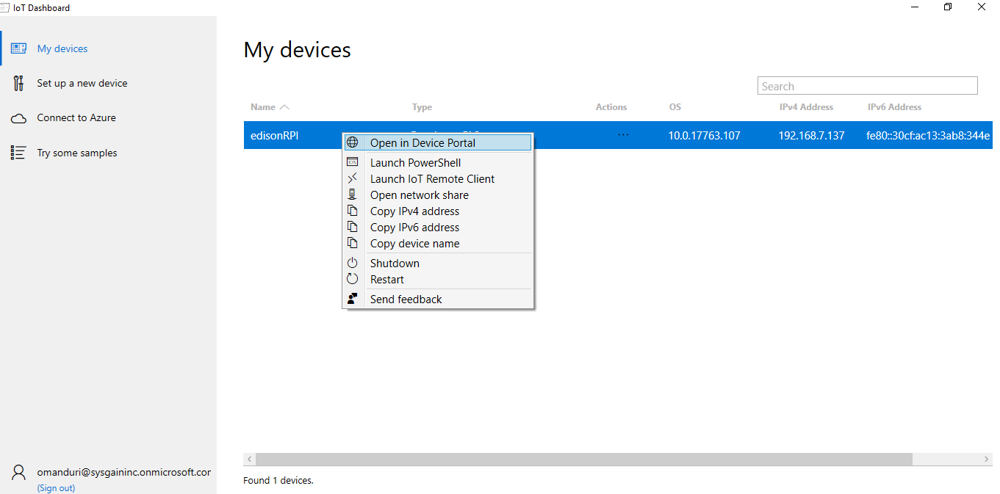 IoT Dashboard
My devices
Set up a new device
Connect to Azure
Try some samples
omanduri@sysgaininc.onmicrosoft.cor
(Sign out)
My devices
Search
Name Type Actions OS IPv4 Address IPv6 Address
edisonRPI ... 10.0.17763.107 192.168.7.137 fe80::30cf:ac13:3ab8:344e
Open in Device Portal
Launch PowerShell
Launch IoT Remote Client
Open network share
Copy IPv4 address
Copy IPv6 address
Copy device name
Shutdown
Restart
Send feedback
Found 1 devices.